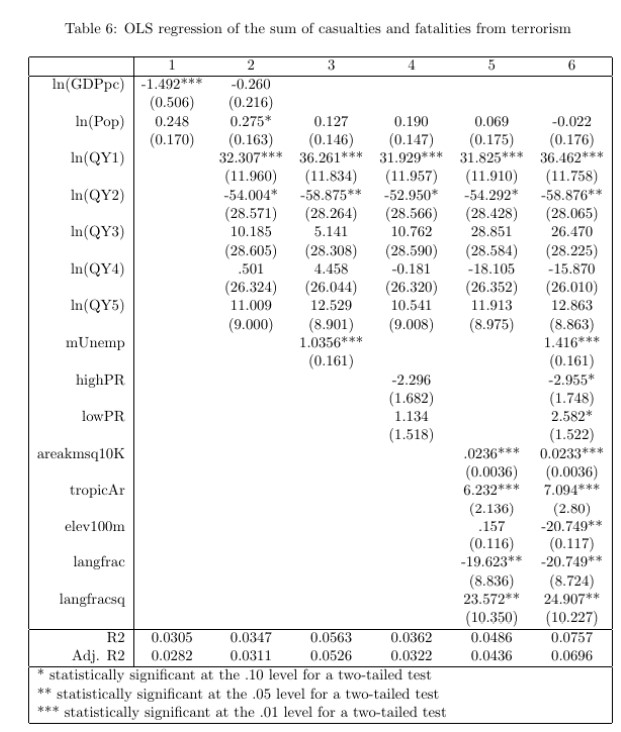 Table 6: OLS regression of the sum of casualties and fatalities from terrorism
1 2 3 4 5 6
ln(GDPpc) -1.492*** -0.260
(0.506) (0.216)
ln(Pop) 0.248 0.275* 0.127 0.190 0.069 -0.022
(0.170) (0.163) (0.146) (0.147) (0.175) (0.176)
ln(QY1) 32.307*** 36.261*** 31.929*** 31.825*** 36.462***
(11.960) (11.834) (11.957) (11.910) (11.758)
ln(QY2) -54.004* -58.875** -52.950* -54.292* -58.876**
(28.571) (28.264) (28.566) (28.428) (28.065)
ln(QY3) 10.185 5.141 10.762 28.851 26.470
(28.605) (28.308) (28.590) (28.584) (28.225)
ln(QY4) .501 4.458 -0.181 -18.105 -15.870
(26.324) (26.044) (26.320) (26.352) (26.010)
ln(QY5) 11.009 12.529 10.541 11.913 12.863
(9.000) (8.901) (9.008) (8.975) (8.863)
mUnemp 1.0356*** 1.416***
(0.161) (0.161)
highPR -2.296 -2.955*
(1.682) (1.748)
lowPR 1.134 2.582*
(1.518) (1.522)
areakmsq10K .0236*** 0.0233***
(0.0036) (0.0036)
tropicAr 6.232*** 7.094***
(2.136) (2.80)
elev100m .157 -20.749**
(0.116) (0.117)
langfrac -19.623** -20.749**
(8.836) (8.724)
langfracsq 23.572** 24.907**
(10.350) (10.227)
R2 0.0305 0.0347 0.0563 0.0362 0.0486 0.0757
Adj. R2 0.0282 0.0311 0.0526 0.0322 0.0436 0.0696
* statistically significant at the .10 level for a two-tailed test
** statistically significant at the .05 level for a two-tailed test
*** statistically significant at the .01 level for a two-tailed test